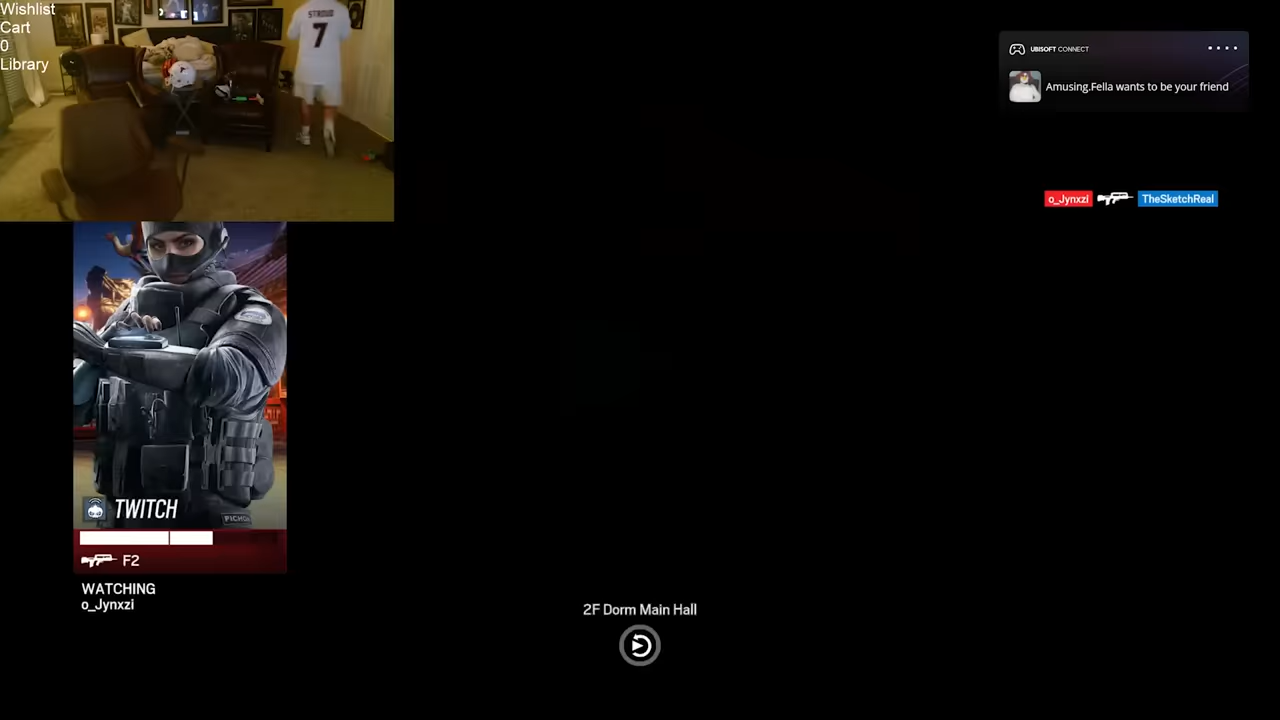 Wishlist
Cart
0
Library
STROUD
7
UBISOFT CONNECT
Amusing.Fella wants to be your friend
o_Jynxzi TheSketchReal
TWITCH
F2
WATCHING
o_Jynxzi
2F Dorm Main Hall